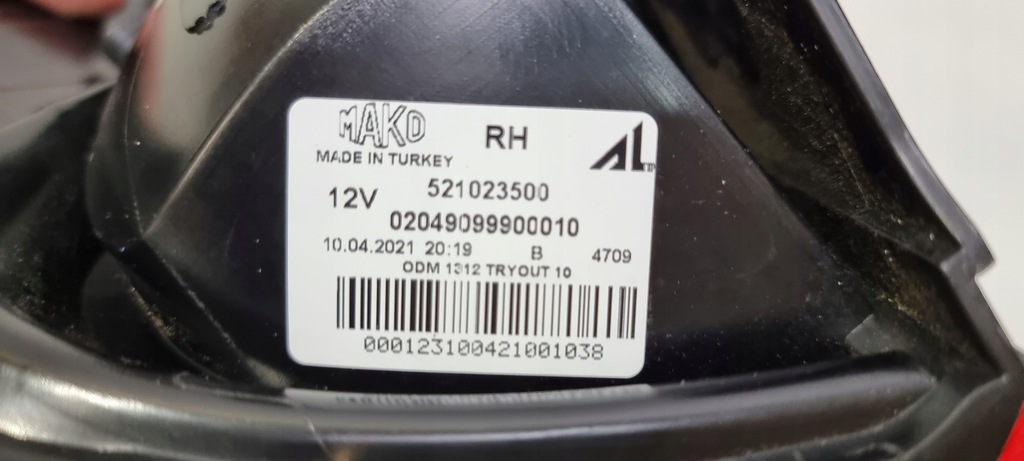 MAKO
RH
AL
MADE IN TURKEY
521023500
12V
02049099900010
10.04.2021 20:19 B 4709
ODM 1312 TRYOUT 10
000123100421001038